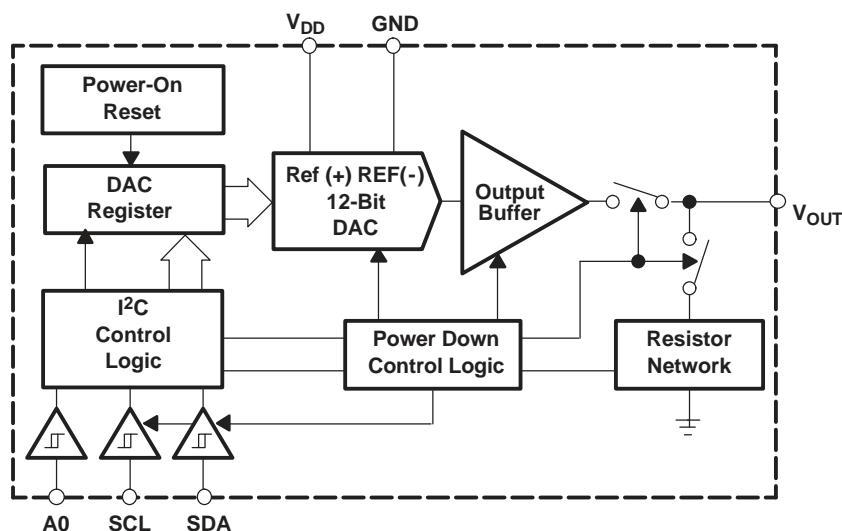 VDD GND
Power-On
Reset
DAC
Register
Ref (+) REF(-)
12-Bit
DAC
Output
Buffer
VOUT
I²C
Control
Logic
Power Down
Control Logic
Resistor
Network
A0 SCL SDA